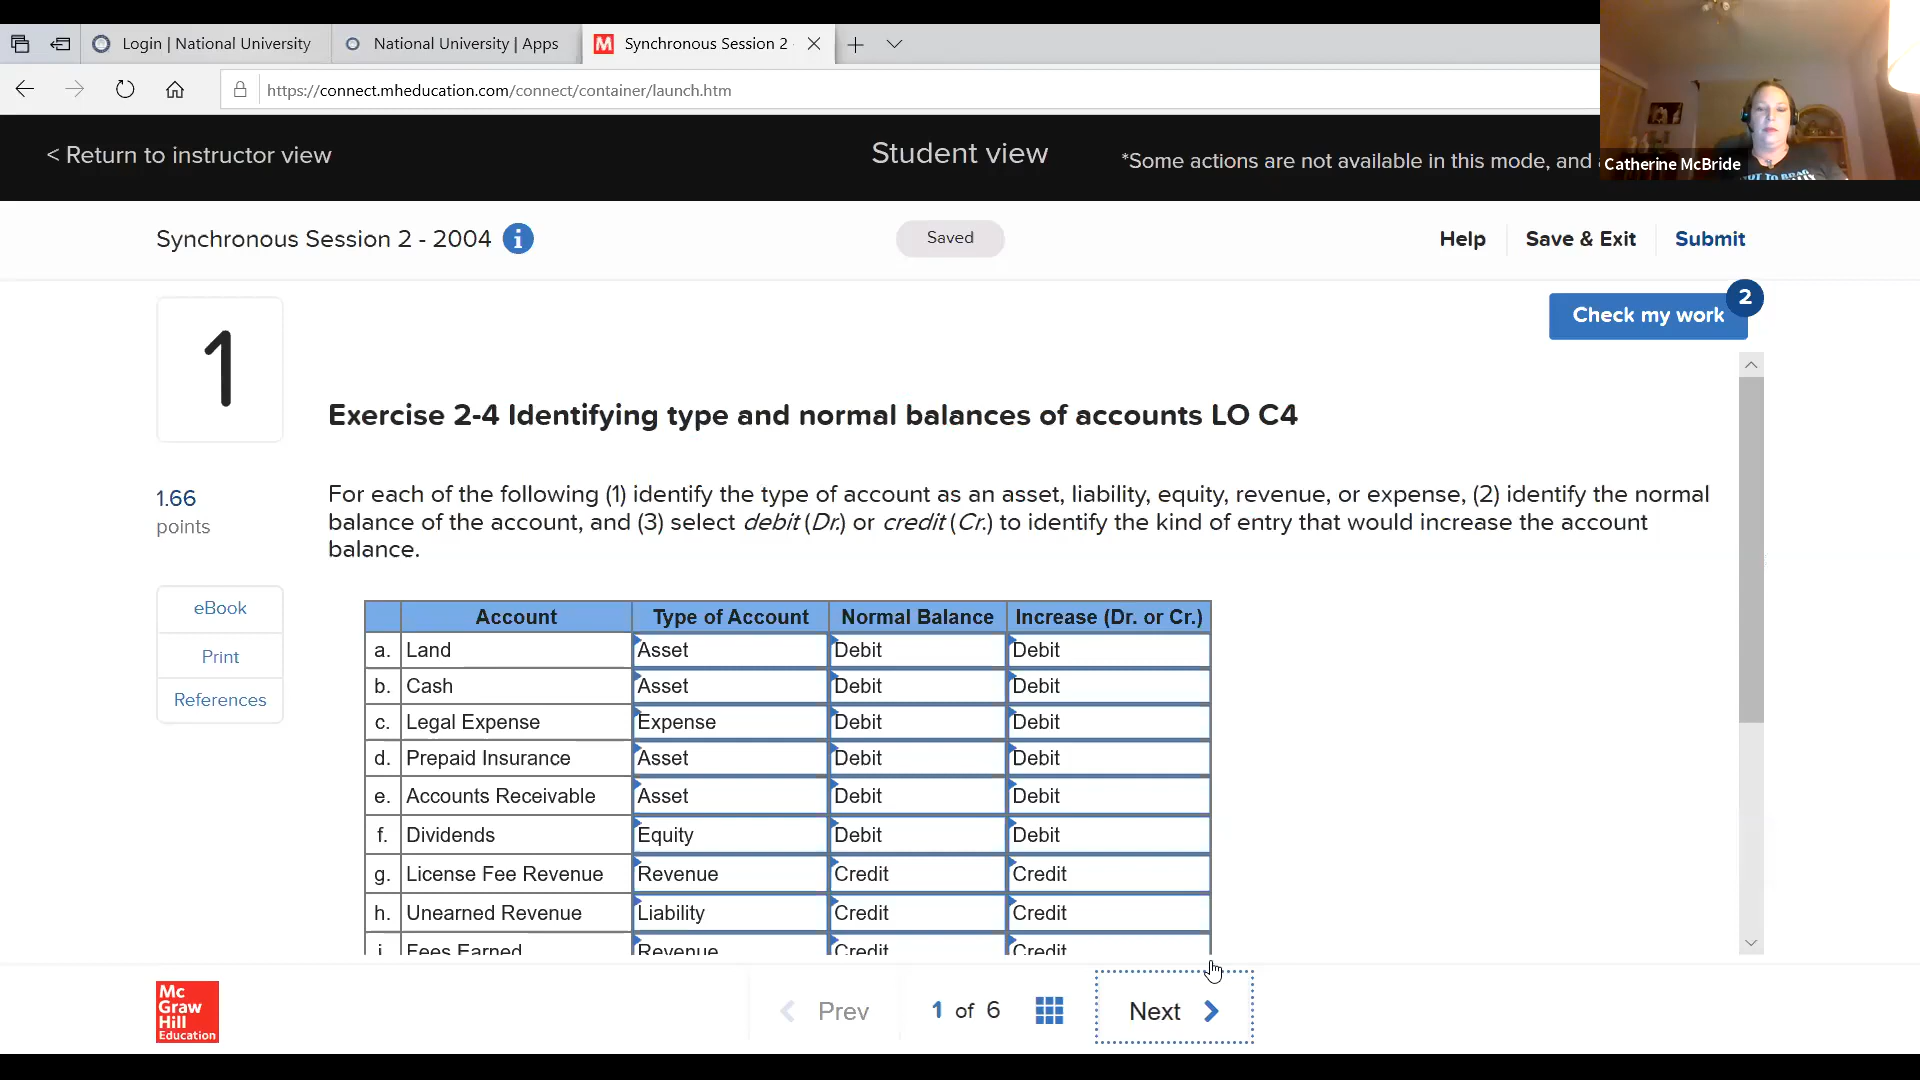 Login | National University
National University | Apps
Synchronous Session 2
https://connect.mheducation.com/connect/container/launch.htm
< Return to instructor view
Student view
*Some actions are not available in this mode, and
Catherine McBride
Synchronous Session 2 - 2004
Saved
Help
Save & Exit
Submit
1
Check my work
2
Exercise 2-4 Identifying type and normal balances of accounts LO C4
1.66
points
For each of the following (1) identify the type of account as an asset, liability, equity, revenue, or expense, (2) identify the normal
balance of the account, and (3) select debit (Dr.) or credit (Cr.) to identify the kind of entry that would increase the account
balance.
eBook
Print
References
Account Type of Account Normal Balance Increase (Dr. or Cr.)
a. Land Asset Debit Debit
b. Cash Asset Debit Debit
c. Legal Expense Expense Debit Debit
d. Prepaid Insurance Asset Debit Debit
e. Accounts Receivable Asset Debit Debit
f. Dividends Equity Debit Debit
g. License Fee Revenue Revenue Credit Credit
h. Unearned Revenue Liability Credit Credit
i. Fees Earned Revenue Credit Credit
Mc
Graw
Hill
Education
Prev
1 of 6
Next